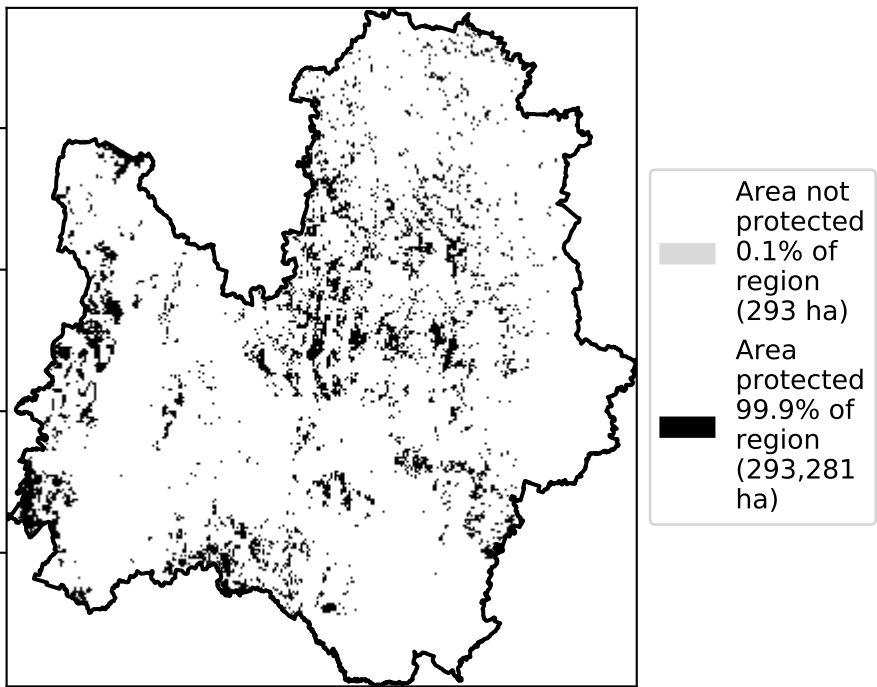 Area not
protected
0.1% of
region
(293 ha)
Area
protected
99.9% of
region
(293,281
ha)